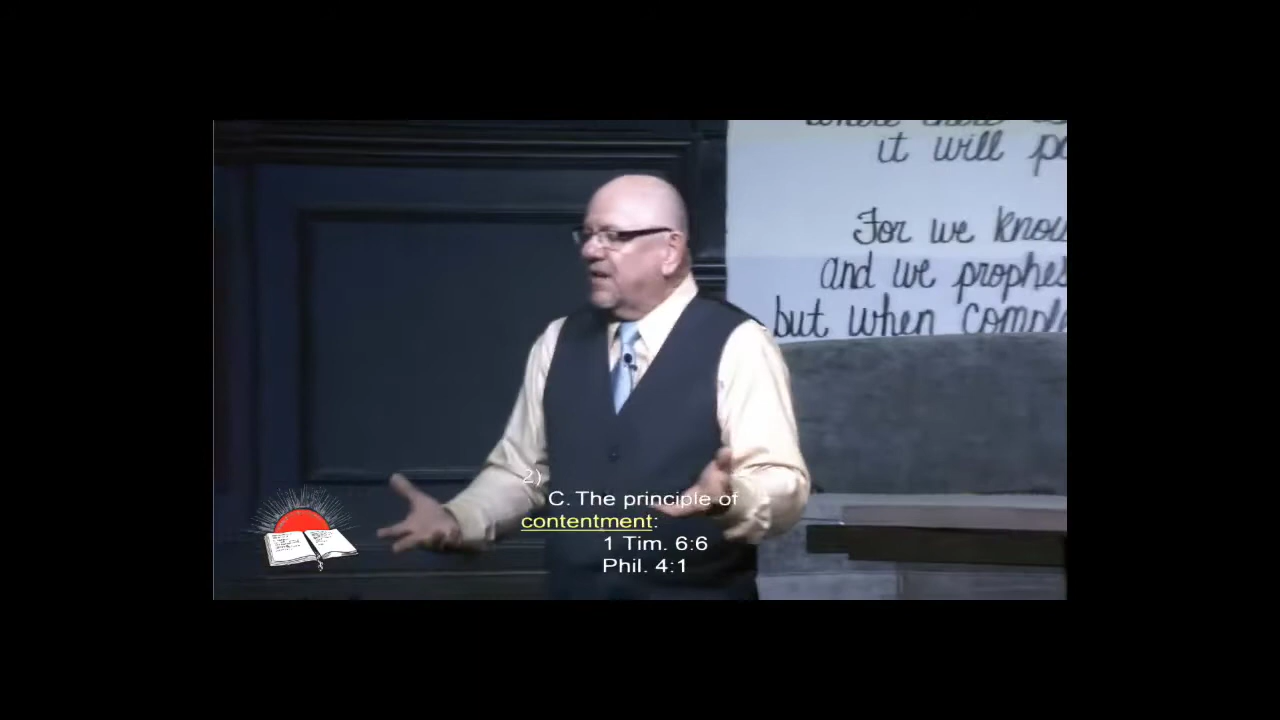 it will
For we know
and we prophes
but when comple
2)
C. The principle of
contentment:
1 Tim. 6:6
Phil. 4:1